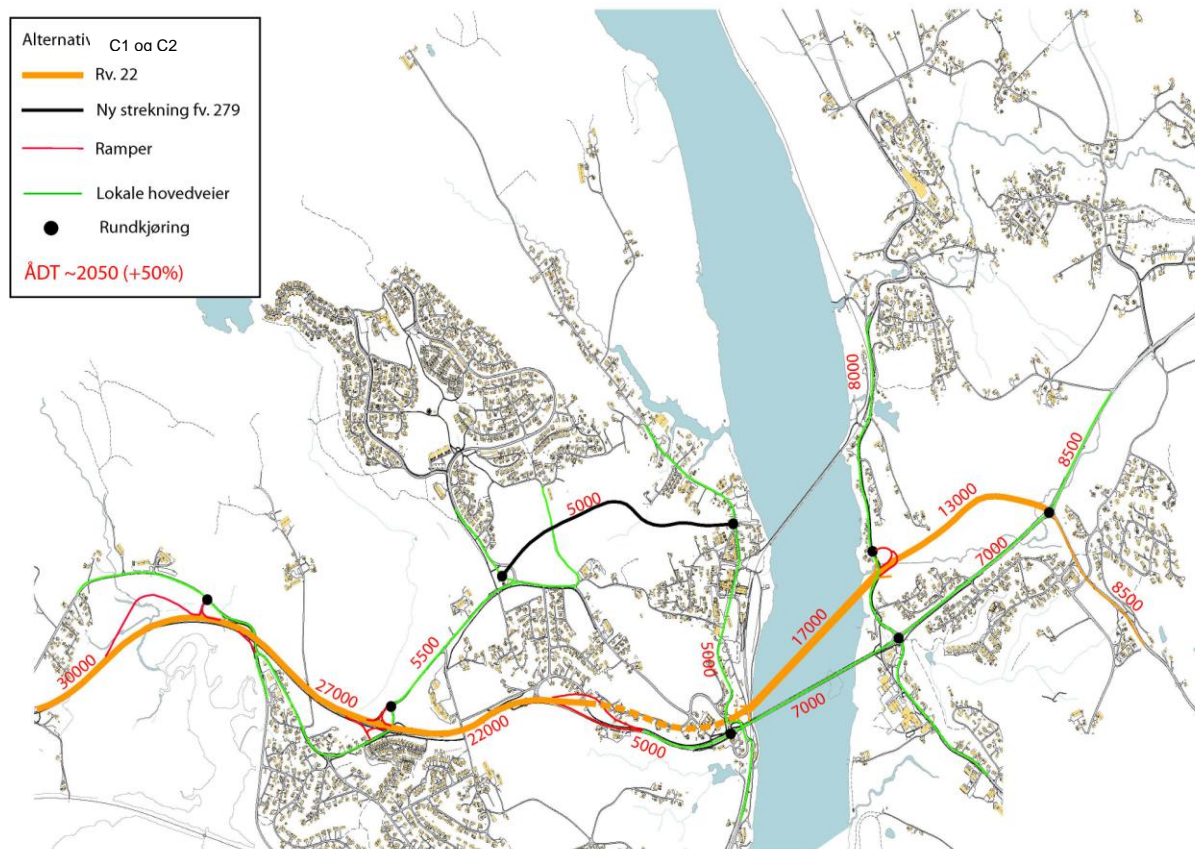 Alternativ C1 og C2
Rv. 22
Ny strekning fv. 279
Ramper
Lokale hovedveier
Rundkjøring
ÅDT ~2050 (+50%)
8000
8500
5000
13000
7000
8500
17000
5500
5000
30000
27000
22000
5000
7000